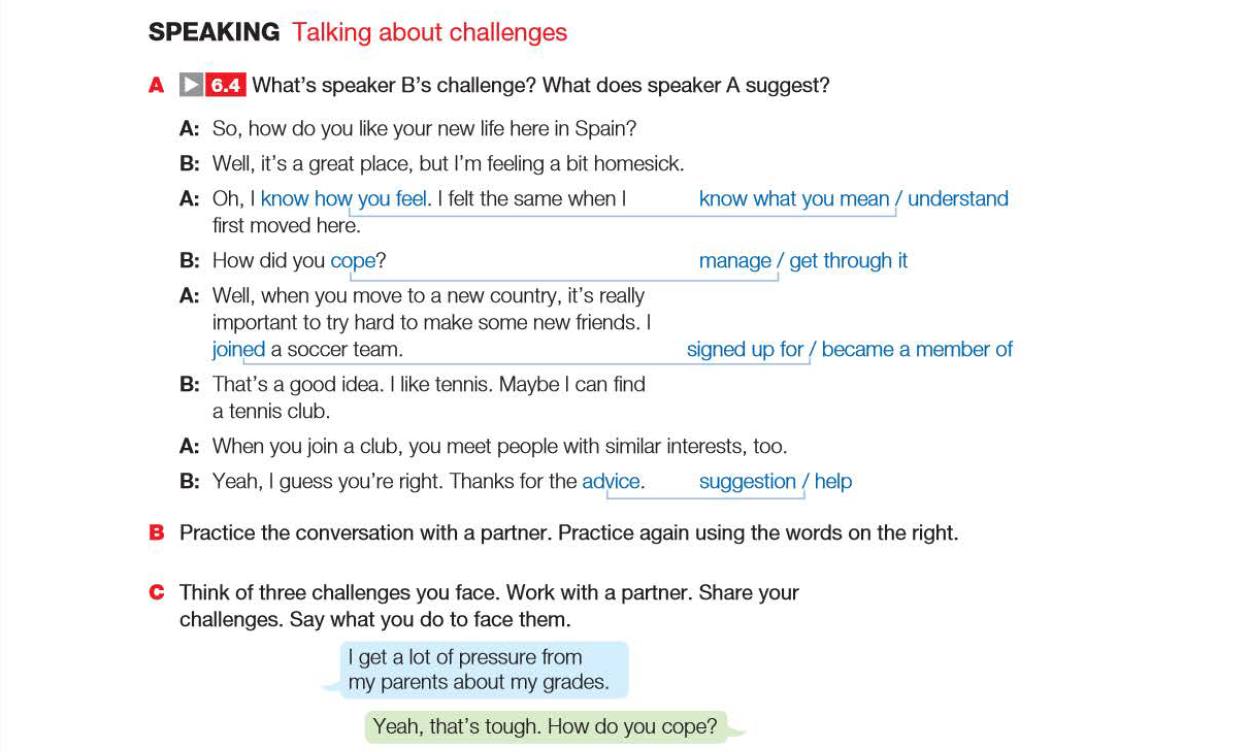 SPEAKING Talking about challenges
A 6.4 What's speaker B's challenge? What does speaker A suggest?
A: So, how do you like your new life here in Spain?
B: Well, it's a great place, but I'm feeling a bit homesick.
A: Oh, I know how you feel. I felt the same when I know what you mean / understand
first moved here.
B: How did you cope? manage / get through it
A: Well, when you move to a new country, it's really
important to try hard to make some new friends. I
joined a soccer team. signed up for / became a member of
B: That's a good idea. I like tennis. Maybe I can find
a tennis club.
A: When you join a club, you meet people with similar interests, too.
B: Yeah, I guess you're right. Thanks for the advice. suggestion / help
B Practice the conversation with a partner. Practice again using the words on the right.
C Think of three challenges you face. Work with a partner. Share your
challenges. Say what you do to face them.
I get a lot of pressure from
my parents about my grades.
Yeah, that's tough. How do you cope?